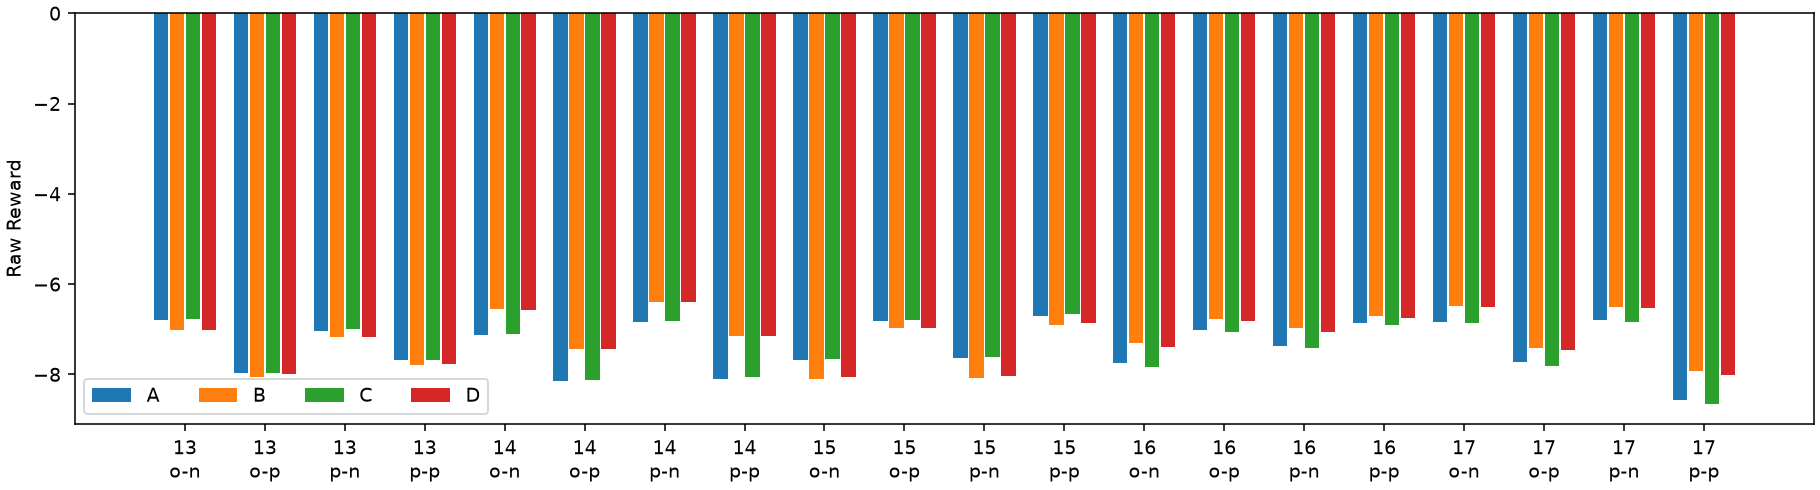 0
−2
−4
−6
−8
Raw Reward
A B C D
13 13 13 13 14 14 14 14 15 15 15 15 16 16 16 16 17 17 17 17
o-n o-p p-n p-p o-n o-p p-n p-p o-n o-p p-n p-p o-n o-p p-n p-p o-n o-p p-n p-p